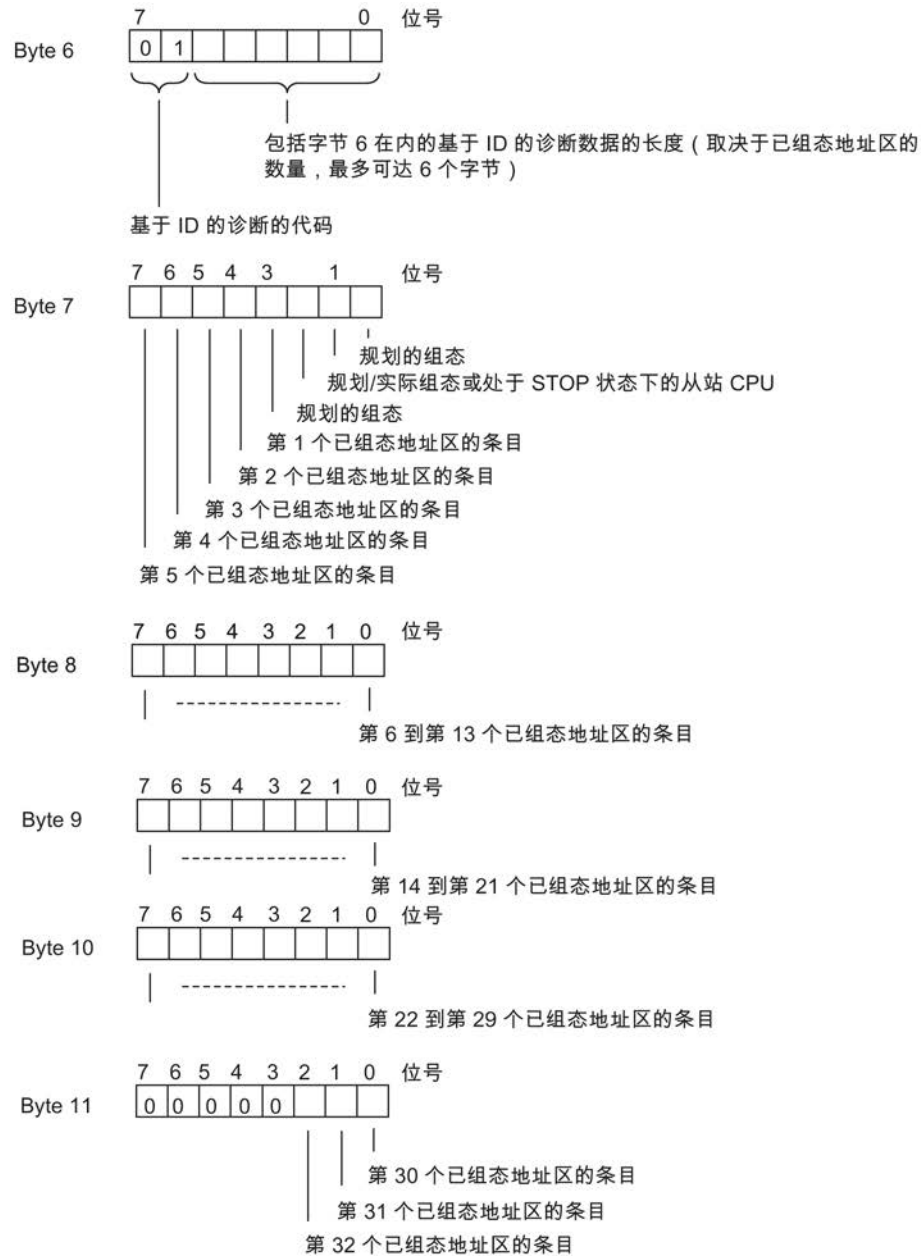 7 0 位号
Byte 6
0 1
包括字节 6 在内的基于 ID 的诊断数据的长度（取决于已组态地址区的
数量，最多可达 6 个字节）
基于 ID 的诊断的代码
7 6 5 4 3 1 位号
Byte 7
规划的组态
规划/实际组态或处于 STOP 状态下的从站 CPU
规划的组态
第 1 个已组态地址区的条目
第 2 个已组态地址区的条目
第 3 个已组态地址区的条目
第 4 个已组态地址区的条目
第 5 个已组态地址区的条目
7 6 5 4 3 2 1 0 位号
Byte 8
第 6 到第 13 个已组态地址区的条目
7 6 5 4 3 2 1 0 位号
Byte 9
第 14 到第 21 个已组态地址区的条目
7 6 5 4 3 2 1 0 位号
Byte 10
第 22 到第 29 个已组态地址区的条目
7 6 5 4 3 2 1 0 位号
Byte 11
0 0 0 0 0
第 30 个已组态地址区的条目
第 31 个已组态地址区的条目
第 32 个已组态地址区的条目